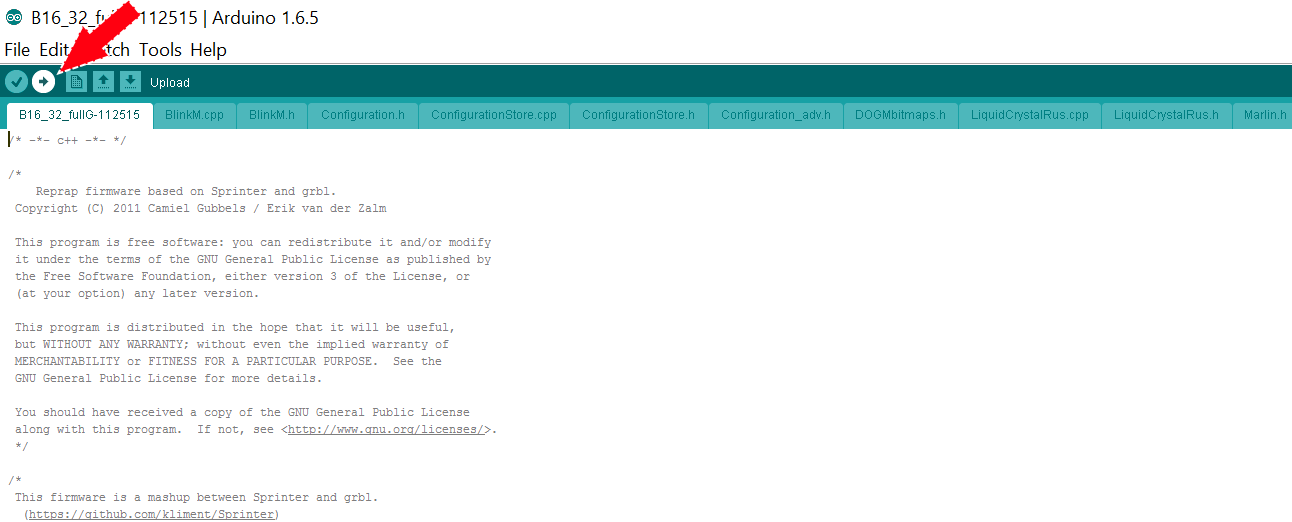 B16_32_f 112515 | Arduino 1.6.5
File Edit tch Tools Help
Upload
B16_32_fullG-112515 BlinkM.cpp BlinkM.h Configuration.h ConfigurationStore.cpp ConfigurationStore.h Configuration_adv.h DOGMbitmaps.h LiquidCrystalRus.cpp LiquidCrystalRus.h Marlin.h
/* -*- c++ -*- */
/*
Reprap firmware based on Sprinter and grbl.
Copyright (C) 2011 Camiel Gubbels / Erik van der Zalm
This program is free software: you can redistribute it and/or modify
it under the terms of the GNU General Public License as published by
the Free Software Foundation, either version 3 of the License, or
(at your option) any later version.
This program is distributed in the hope that it will be useful,
but WITHOUT ANY WARRANTY; without even the implied warranty of
MERCHANTABILITY or FITNESS FOR A PARTICULAR PURPOSE.  See the
GNU General Public License for more details.
You should have received a copy of the GNU General Public License
along with this program.  If not, see <http://www.gnu.org/licenses/>.
*/
/*
This firmware is a mashup between Sprinter and grbl.
(https://github.com/kliment/Sprinter)